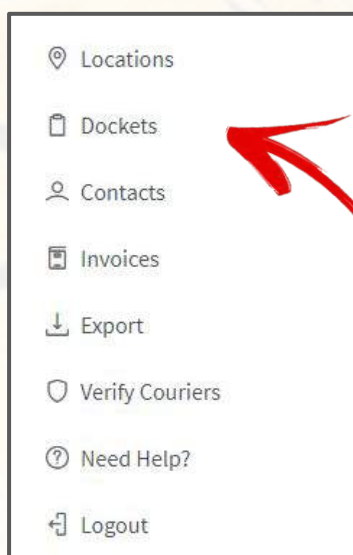 Locations
Dockets
Contacts
Invoices
Export
Verify Couriers
Need Help?
Logout